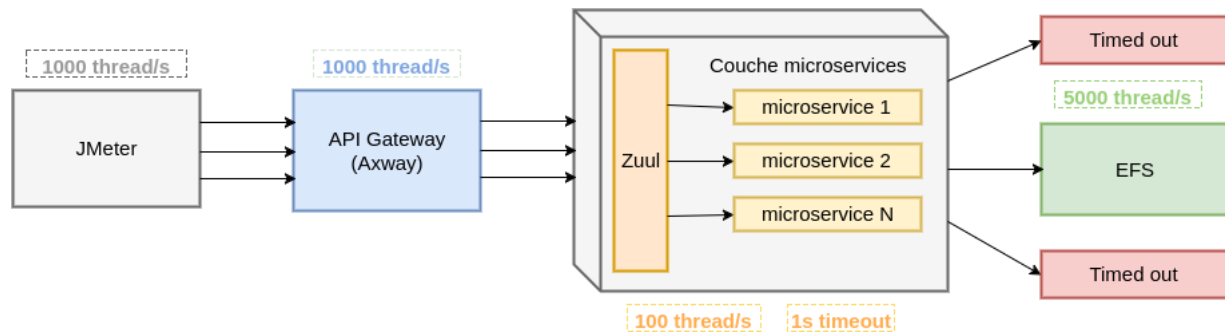 1000 thread/s
JMeter
1000 thread/s
API Gateway
(Axway)
Couche microservices
Zuul
microservice 1
microservice 2
microservice N
100 thread/s
1s timeout
Timed out
5000 thread/s
EFS
Timed out